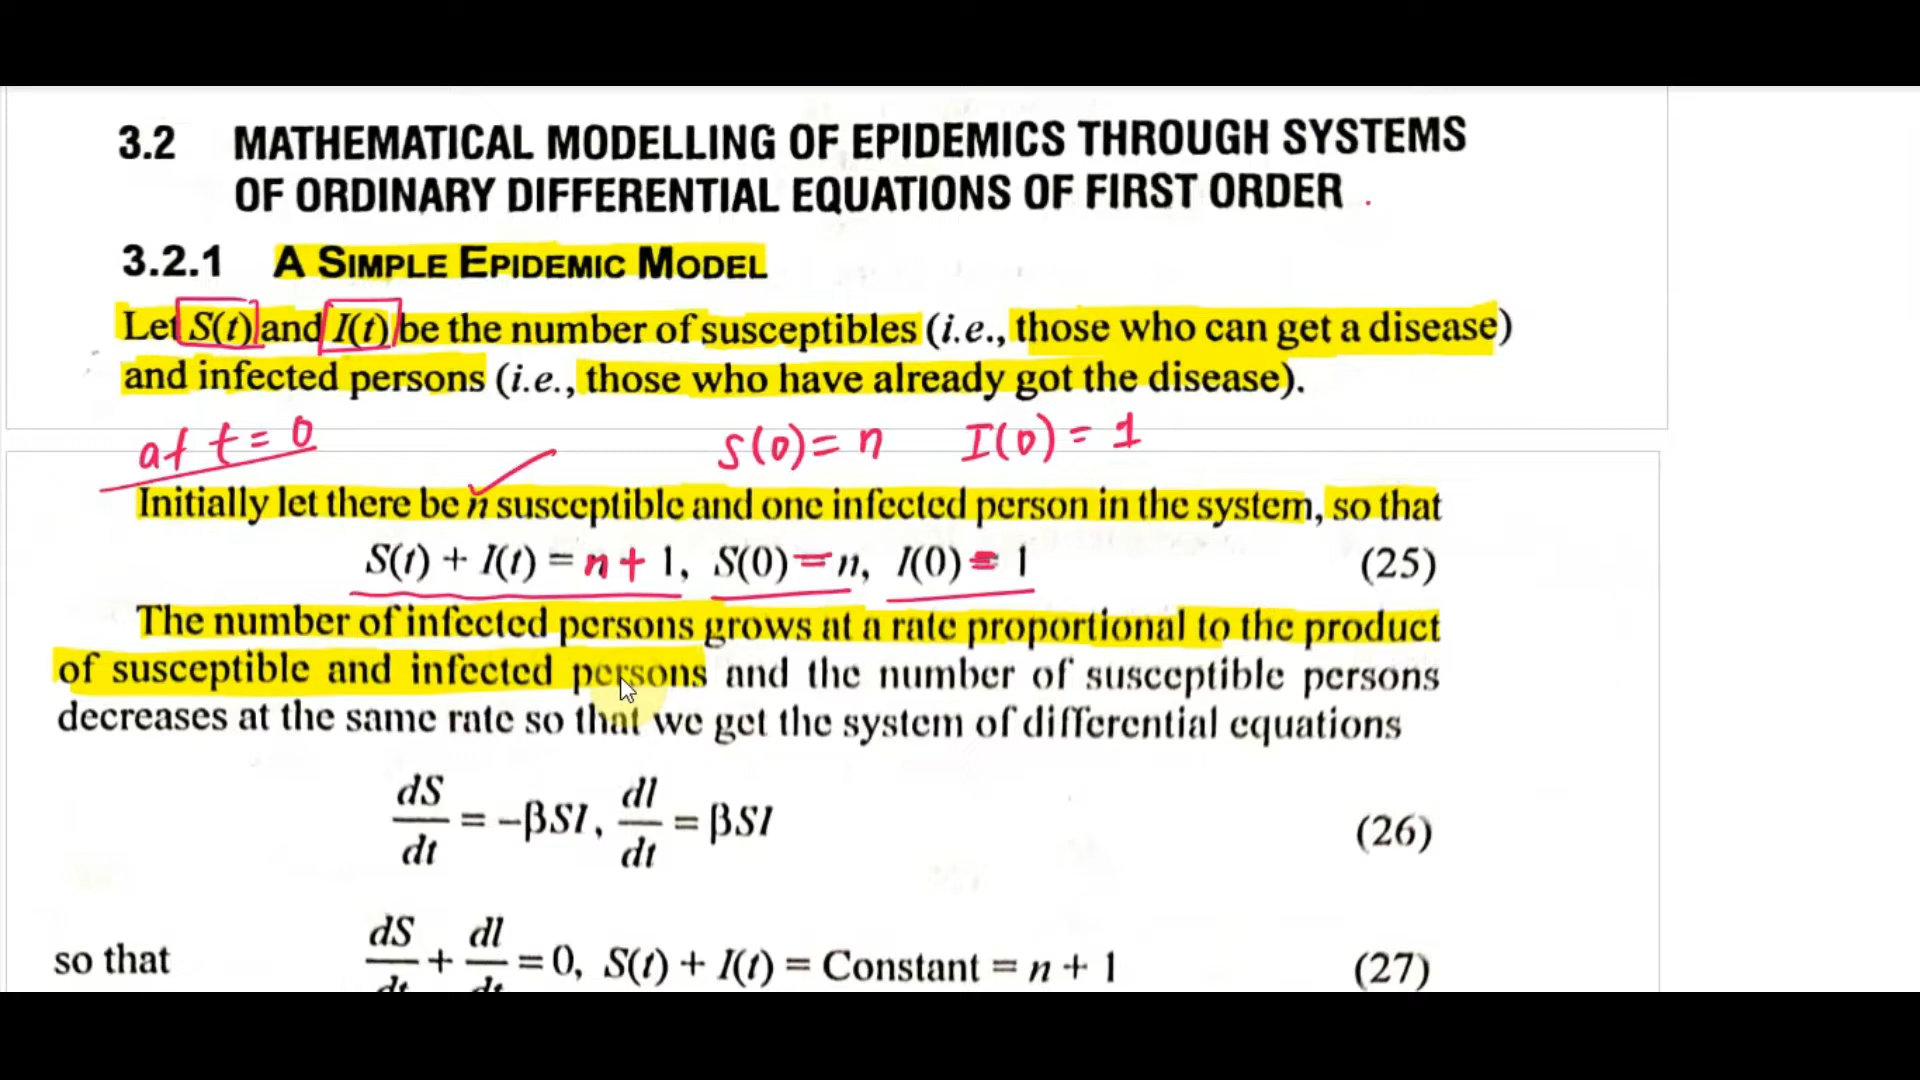 3.2 MATHEMATICAL MODELLING OF EPIDEMICS THROUGH SYSTEMS
OF ORDINARY DIFFERENTIAL EQUATIONS OF FIRST ORDER
3.2.1 A SIMPLE EPIDEMIC MODEL
Let S(t) and I(t) be the number of susceptibles (i.e., those who can get a disease)
and infected persons (i.e., those who have already got the disease).
at t = 0 S(0) = n I(0) = 1
Initially let there be n susceptible and one infected person in the system, so that
S(t) + I(t) = n + 1, S(0) = n, I(0) = 1 (25)
The number of infected persons grows at a rate proportional to the product
of susceptible and infected persons and the number of susceptible persons
decreases at the same rate so that we get the system of differential equations
dS/dt = −βSI, dI/dt = βSI (26)
so that dS/dt + dI/dt = 0, S(t) + I(t) = Constant = n + 1 (27)